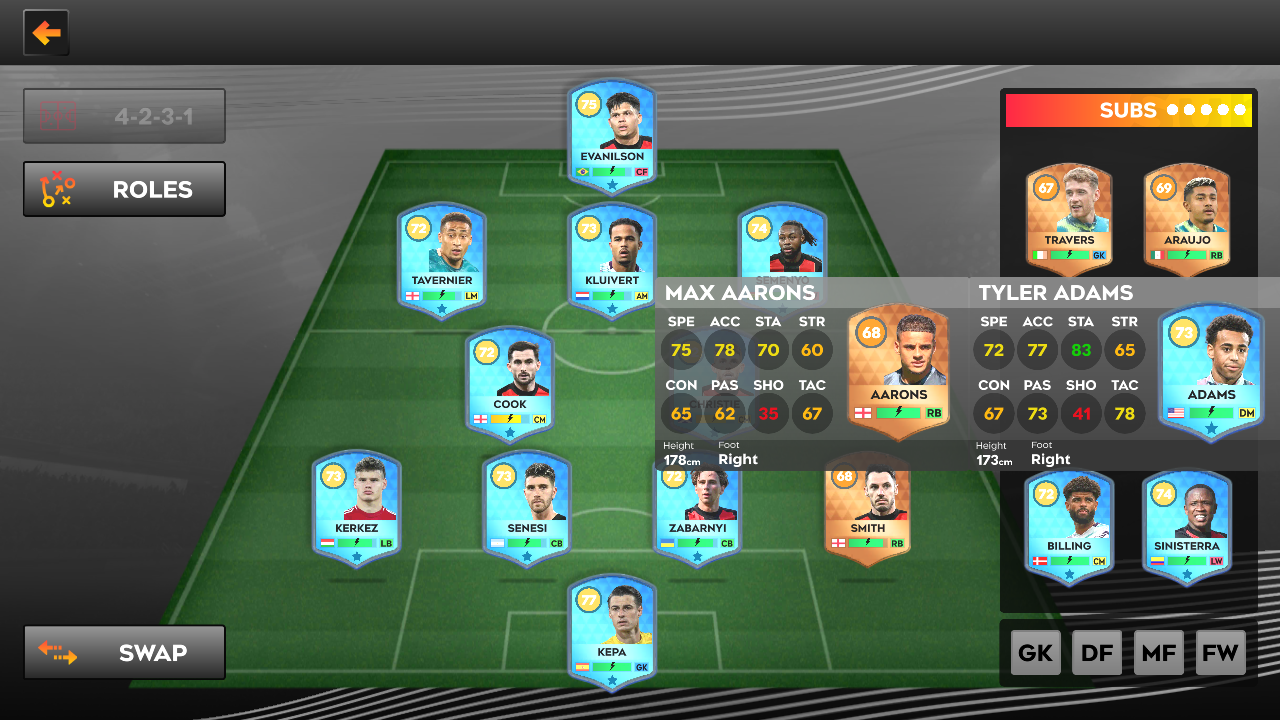 4-2-3-1
ROLES
SUBS
75
EVANILSON
CF
72
TAVERNIER
LM
73
KLUIVERT
AM
74
SEMENYO
67
TRAVERS
GK
69
ARAUJO
RB
MAX AARONS
SPE ACC STA STR
75 78 70 60
CON PAS SHO TAC
65 62 35 67
Height Foot
178cm Right
68
AARONS
RB
TYLER ADAMS
SPE ACC STA STR
72 77 83 65
CON PAS SHO TAC
67 73 41 78
Height Foot
173cm Right
73
ADAMS
DM
72
COOK
CM
CHRISTIE
73
KERKEZ
LB
73
SENESI
CB
72
ZABARNYI
CB
68
SMITH
RB
72
BILLING
CM
74
SINISTERRA
LW
77
KEPA
GK
SWAP
GK DF MF FW